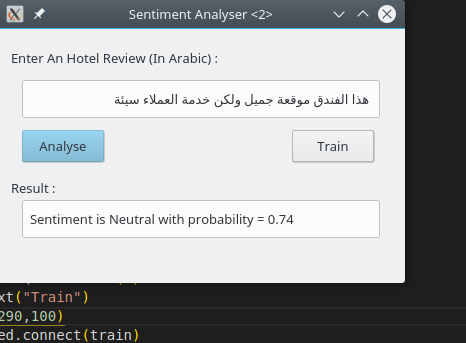 Sentiment Analyser <2>
Enter An Hotel Review (In Arabic) :
هذا الفندق موقعة جميل ولكن خدمة العملاء سيئة
Analyse
Train
Result :
Sentiment is Neutral with probability = 0.74
xt("Train")
290,100)
ed.connect(train)